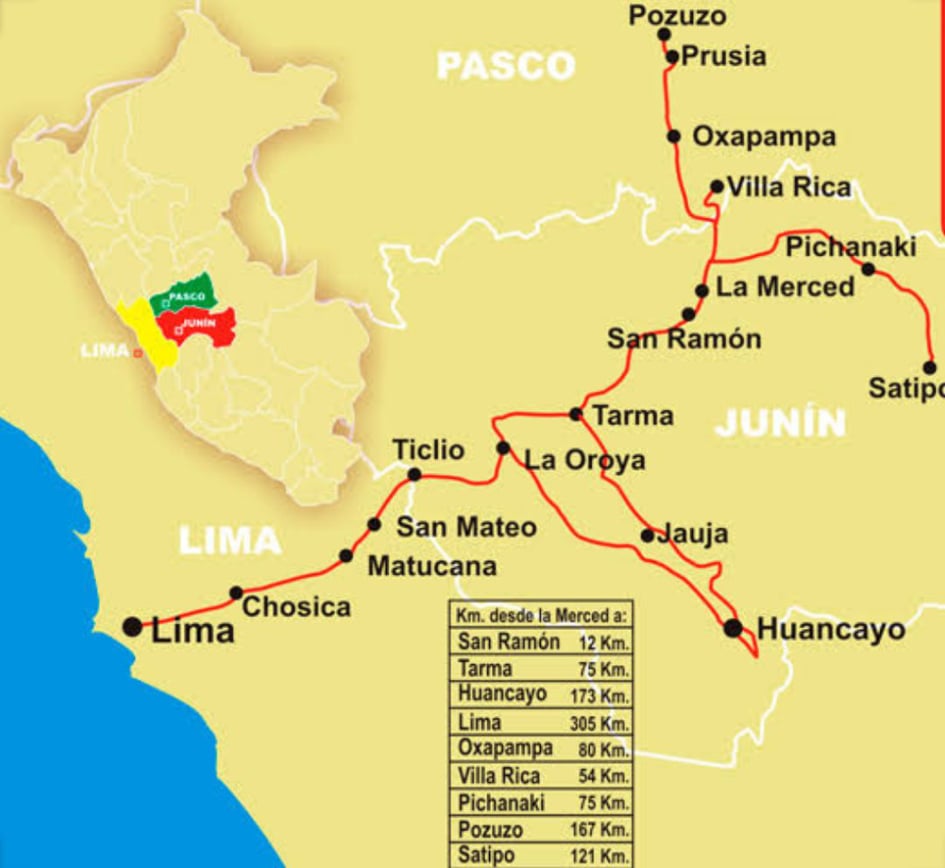 Pozuzo
PASCO
Prusia
Oxapampa
Villa Rica
Pichanaki
La Merced
San Ramón
Satipo
PASCO
JUNÍN
LIMA
Tarma
JUNÍN
Ticlio
La Oroya
San Mateo
LIMA
Jauja
Matucana
Chosica
Lima
Huancayo
Km. desde la Merced a:
San Ramón 12 Km.
Tarma 75 Km.
Huancayo 173 Km.
Lima 305 Km.
Oxapampa 80 Km.
Villa Rica 54 Km.
Pichanaki 75 Km.
Pozuzo 167 Km.
Satipo 121 Km.